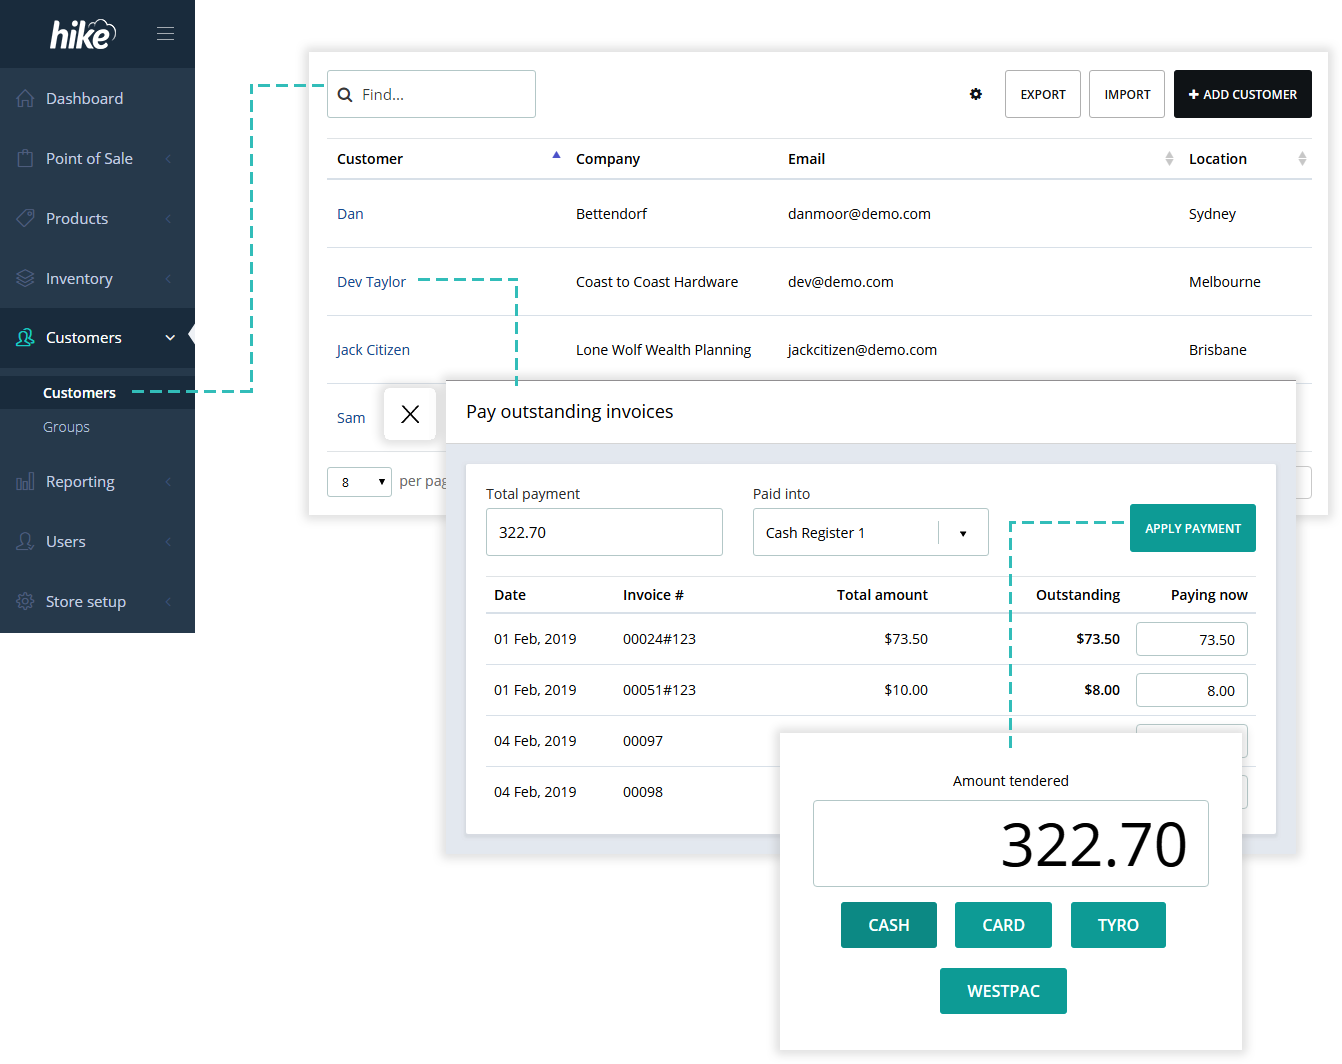 hike
Dashboard
Point of Sale
Products
Inventory
Customers
Customers
Groups
Reporting
Users
Store setup
Find...
EXPORT
IMPORT
+ ADD CUSTOMER
Customer Company Email Location
Dan Bettendorf danmoor@demo.com Sydney
Dev Taylor Coast to Coast Hardware dev@demo.com Melbourne
Jack Citizen Lone Wolf Wealth Planning jackcitizen@demo.com Brisbane
Sam
8 per pag
Pay outstanding invoices
Total payment Paid into
322.70 Cash Register 1
APPLY PAYMENT
Date Invoice # Total amount Outstanding Paying now
01 Feb, 2019 00024#123 $73.50 $73.50 73.50
01 Feb, 2019 00051#123 $10.00 $8.00 8.00
04 Feb, 2019 00097
04 Feb, 2019 00098
Amount tendered
322.70
CASH CARD TYRO
WESTPAC